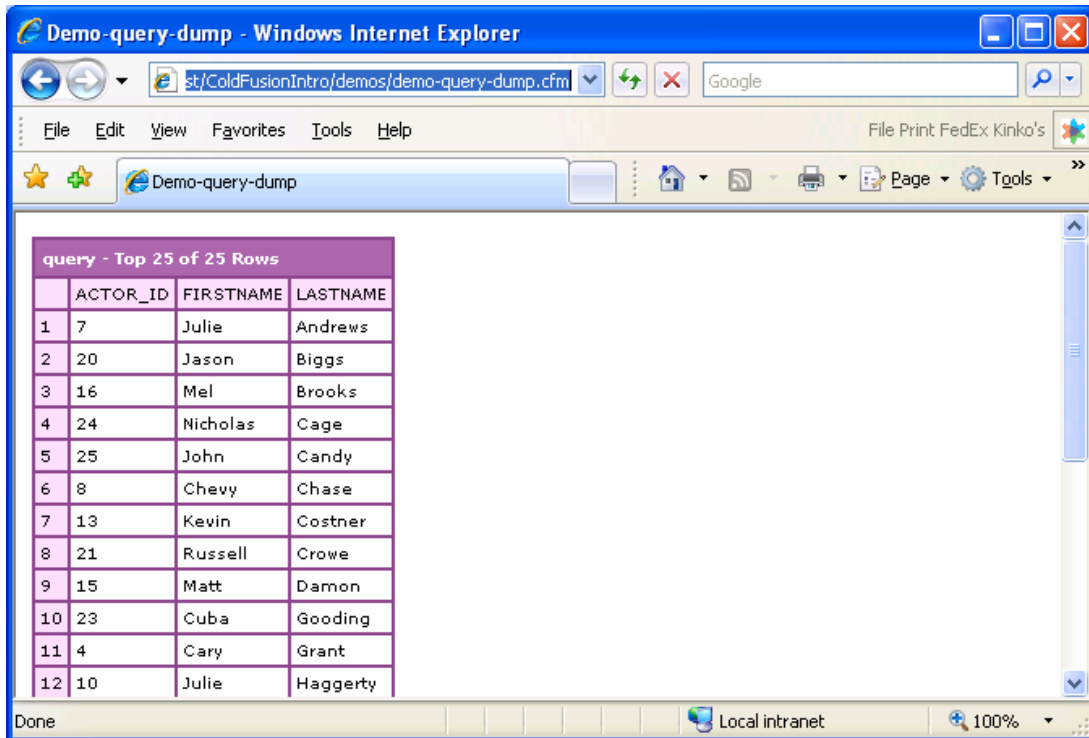 Demo-query-dump - Windows Internet Explorer
st/ColdFusionIntro/demos/demo-query-dump.cfm Google
File Edit View Favorites Tools Help File Print FedEx Kinko's
Demo-query-dump Page Tools »
query - Top 25 of 25 Rows
ACTOR_ID FIRSTNAME LASTNAME
1 7 Julie Andrews
2 20 Jason Biggs
3 16 Mel Brooks
4 24 Nicholas Cage
5 25 John Candy
6 8 Chevy Chase
7 13 Kevin Costner
8 21 Russell Crowe
9 15 Matt Damon
10 23 Cuba Gooding
11 4 Cary Grant
12 10 Julie Haggerty
Done Local intranet 100%